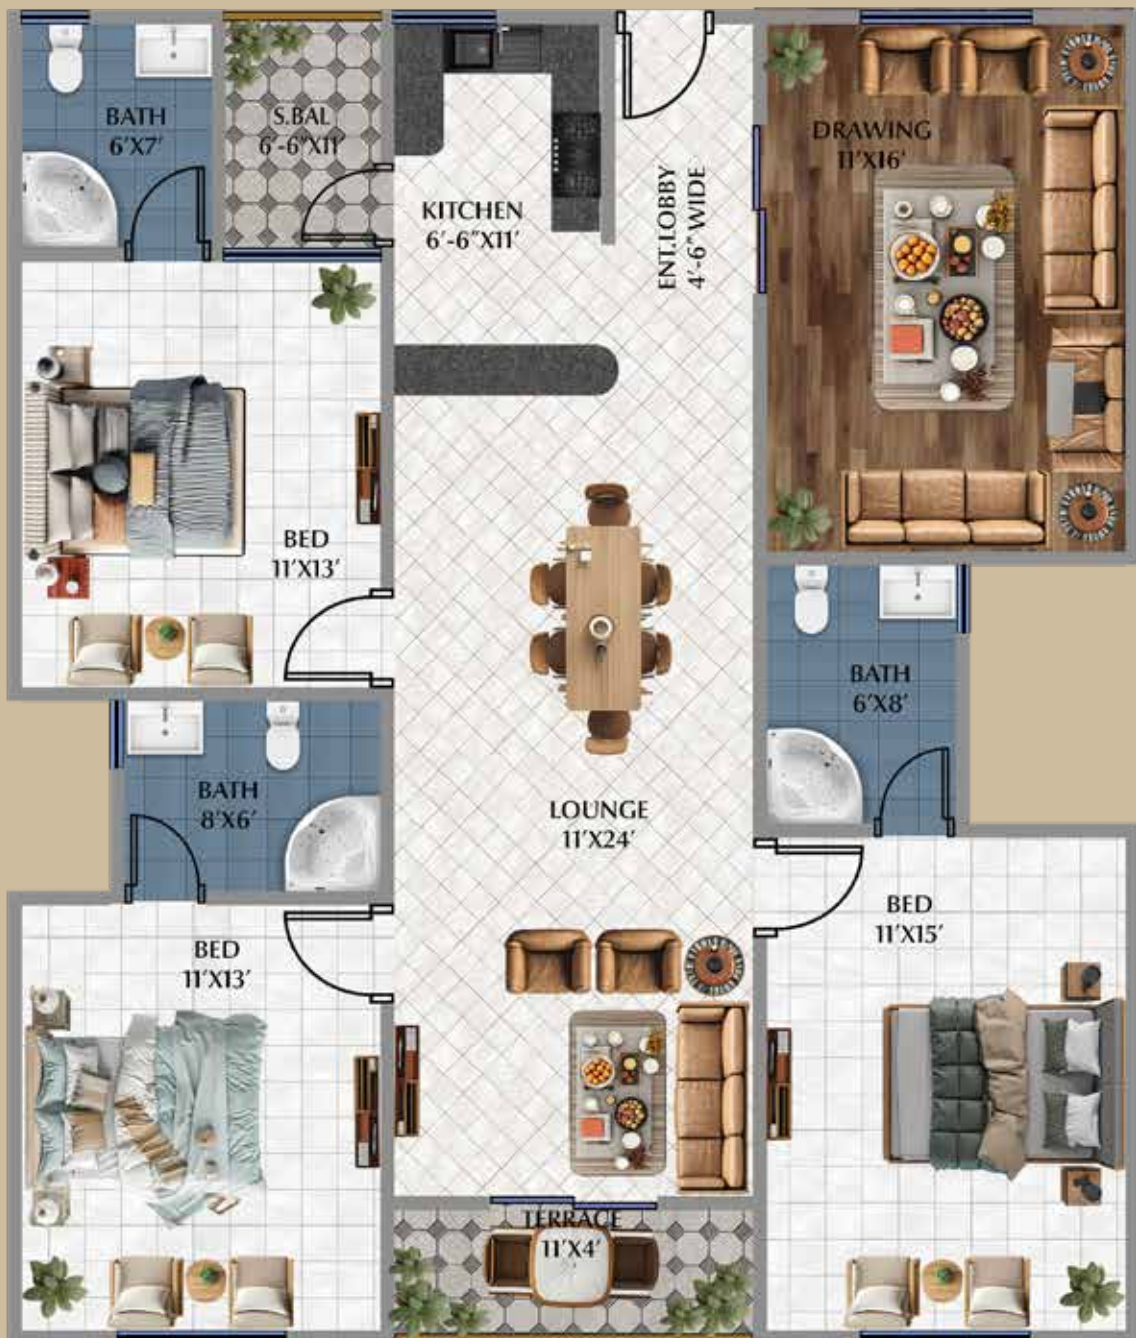 BATH
6'X7'
S.BAL
6'-6"X11'
KITCHEN
6'-6"X11'
ENT.LOBBY
4'-6" WIDE
DRAWING
11'X16'
BED
11'X13'
BATH
6'X8'
BATH
8'X6'
LOUNGE
11'X24'
BED
11'X13'
BED
11'X15'
TERRACE
11'X4'